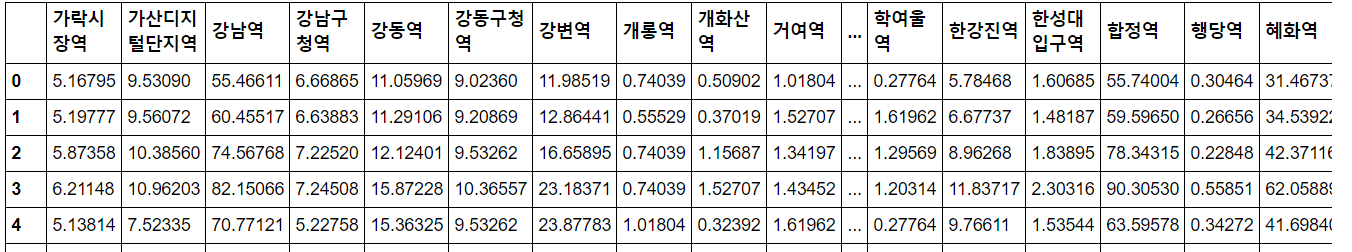 가락시장역 가산디지털단지역 강남역 강남구청역 강동역 강동구청역 강변역 개롱역 개화산역 거여역 ... 학여울역 한강진역 한성대입구역 합정역 행당역 혜화역
0 5.16795 9.53090 55.46611 6.66865 11.05969 9.02360 11.98519 0.74039 0.50902 1.01804 ... 0.27764 5.78468 1.60685 55.74004 0.30464 31.46737
1 5.19777 9.56072 60.45517 6.63883 11.29106 9.20869 12.86441 0.55529 0.37019 1.52707 ... 1.61962 6.67737 1.48187 59.59650 0.26656 34.53922
2 5.87358 10.38560 74.56768 7.22520 12.12401 9.53262 16.65895 0.74039 1.15687 1.34197 ... 1.29569 8.96268 1.83895 78.34315 0.22848 42.37116
3 6.21148 10.96203 82.15066 7.24508 15.87228 10.36557 23.18371 0.74039 1.52707 1.43452 ... 1.20314 11.83717 2.30316 90.30530 0.55851 62.05889
4 5.13814 7.52335 70.77121 5.22758 15.36325 9.53262 23.87783 1.01804 0.32392 1.61962 ... 0.27764 9.76611 1.53544 63.59578 0.34272 41.69840